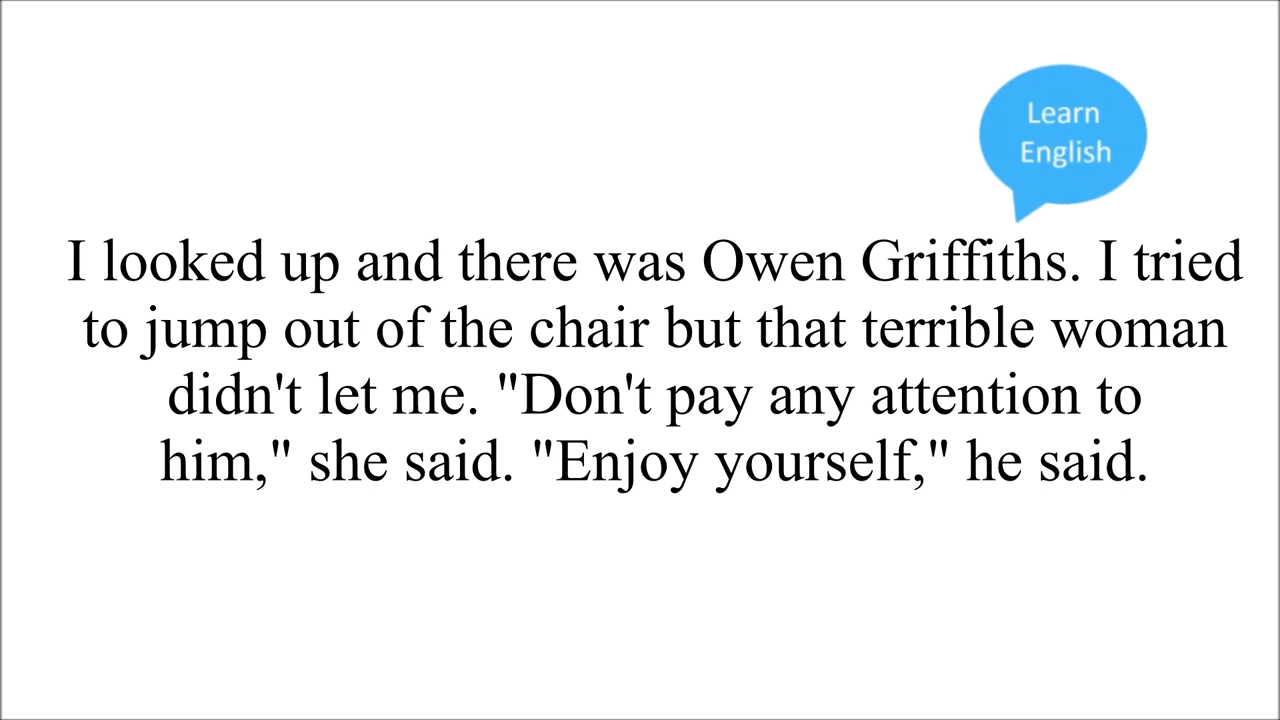 Learn
English
I looked up and there was Owen Griffiths. I tried
to jump out of the chair but that terrible woman
didn't let me. "Don't pay any attention to
him," she said. "Enjoy yourself," he said.